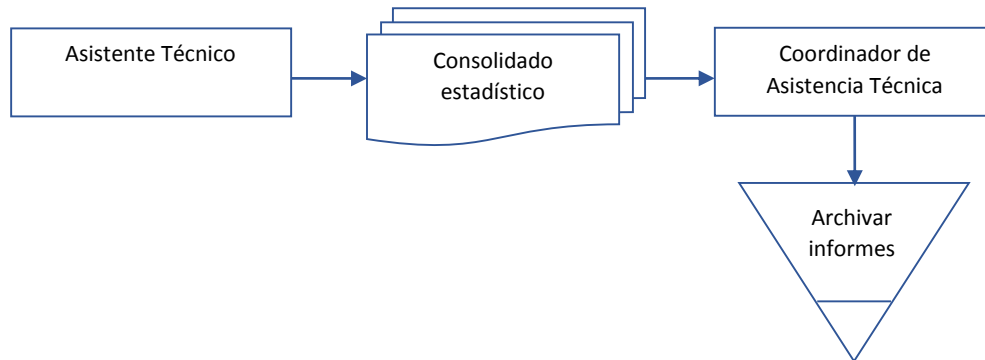 Asistente Técnico
Consolidado
estadístico
Coordinador de
Asistencia Técnica
Archivar
informes